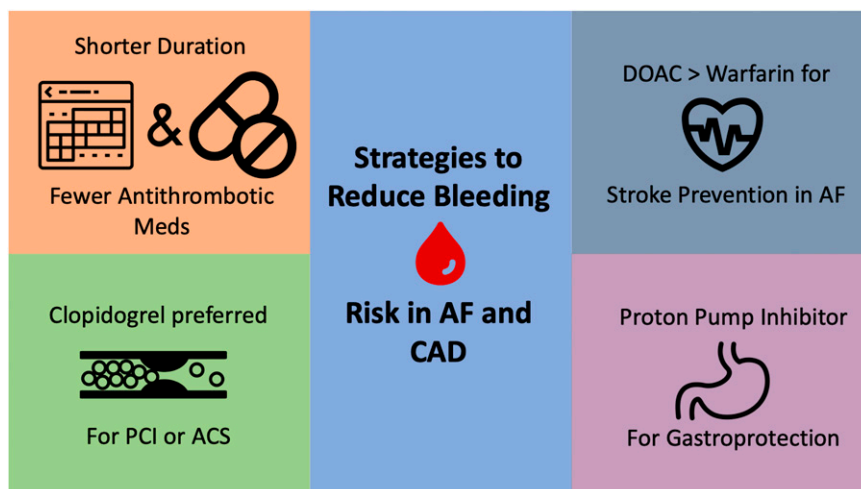 Shorter Duration
&
Fewer Antithrombotic
Meds
Clopidogrel preferred
For PCI or ACS
Strategies to
Reduce Bleeding
Risk in AF and
CAD
DOAC > Warfarin for
Stroke Prevention in AF
Proton Pump Inhibitor
For Gastroprotection